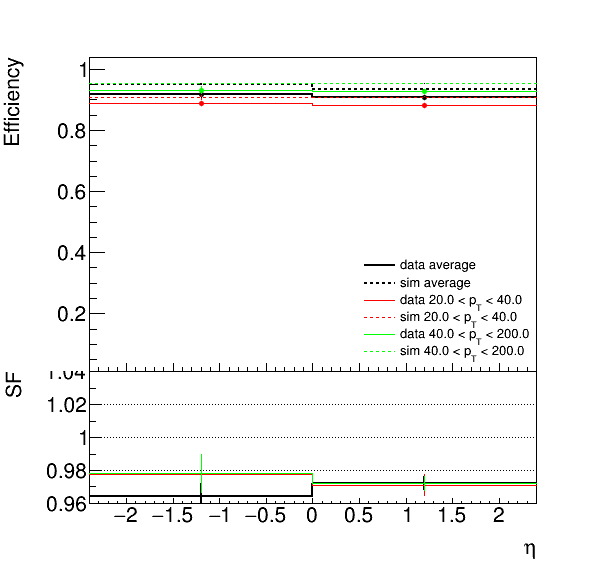 Efficiency
1
0.8
0.6
0.4
0.2
data average
sim average
data 20.0 < p_T < 40.0
sim 20.0 < p_T < 40.0
data 40.0 < p_T < 200.0
sim 40.0 < p_T < 200.0
SF
1.04
1.02
1
0.98
0.96
−2 −1.5 −1 −0.5 0 0.5 1 1.5 2
η